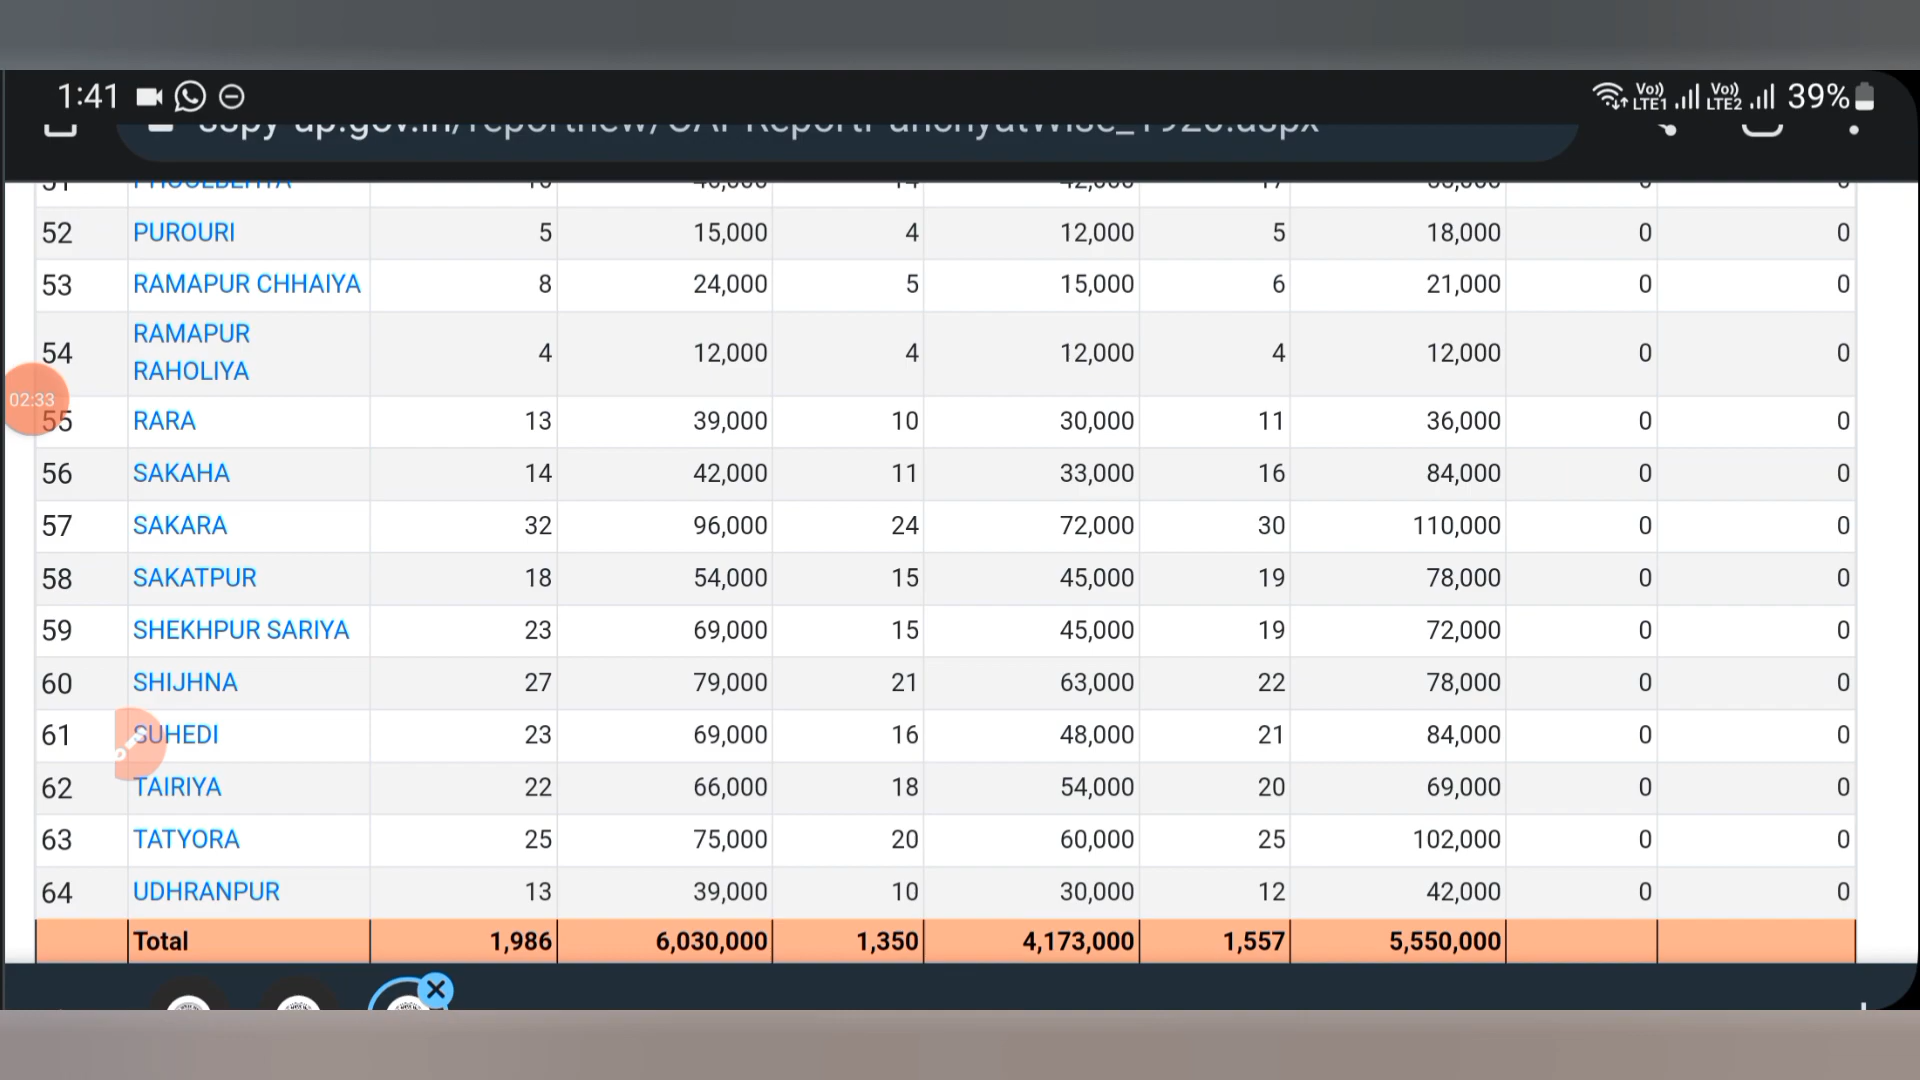 1:41 Vo)) LTE1 Vo)) LTE2 39%
52 PUROURI 5 15,000 4 12,000 5 18,000 0 0
53 RAMAPUR CHHAIYA 8 24,000 5 15,000 6 21,000 0 0
54 RAMAPUR RAHOLIYA 4 12,000 4 12,000 4 12,000 0 0
02:33
55 RARA 13 39,000 10 30,000 11 36,000 0 0
56 SAKAHA 14 42,000 11 33,000 16 84,000 0 0
57 SAKARA 32 96,000 24 72,000 30 110,000 0 0
58 SAKATPUR 18 54,000 15 45,000 19 78,000 0 0
59 SHEKHPUR SARIYA 23 69,000 15 45,000 19 72,000 0 0
60 SHIJHNA 27 79,000 21 63,000 22 78,000 0 0
61 SUHEDI 23 69,000 16 48,000 21 84,000 0 0
62 TAIRIYA 22 66,000 18 54,000 20 69,000 0 0
63 TATYORA 25 75,000 20 60,000 25 102,000 0 0
64 UDHRANPUR 13 39,000 10 30,000 12 42,000 0 0
Total 1,986 6,030,000 1,350 4,173,000 1,557 5,550,000